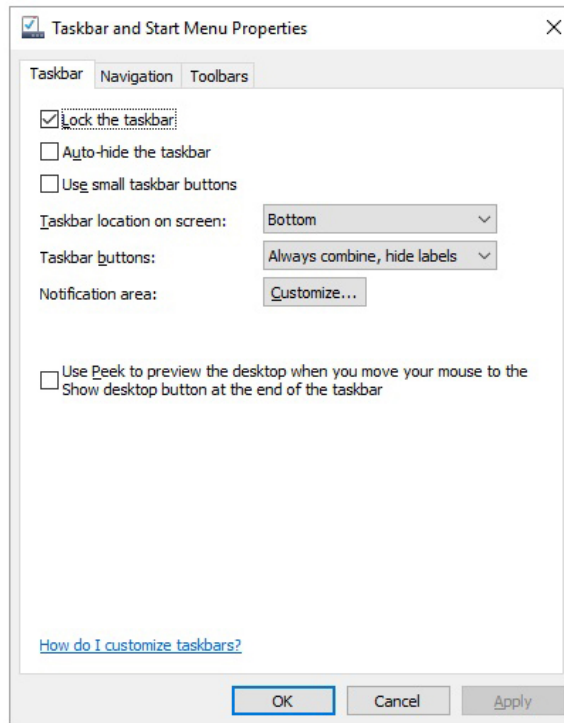 Taskbar and Start Menu Properties
Taskbar Navigation Toolbars
Lock the taskbar
Auto-hide the taskbar
Use small taskbar buttons
Taskbar location on screen: Bottom
Taskbar buttons: Always combine, hide labels
Notification area: Customize...
Use Peek to preview the desktop when you move your mouse to the
Show desktop button at the end of the taskbar
How do I customize taskbars?
OK Cancel Apply